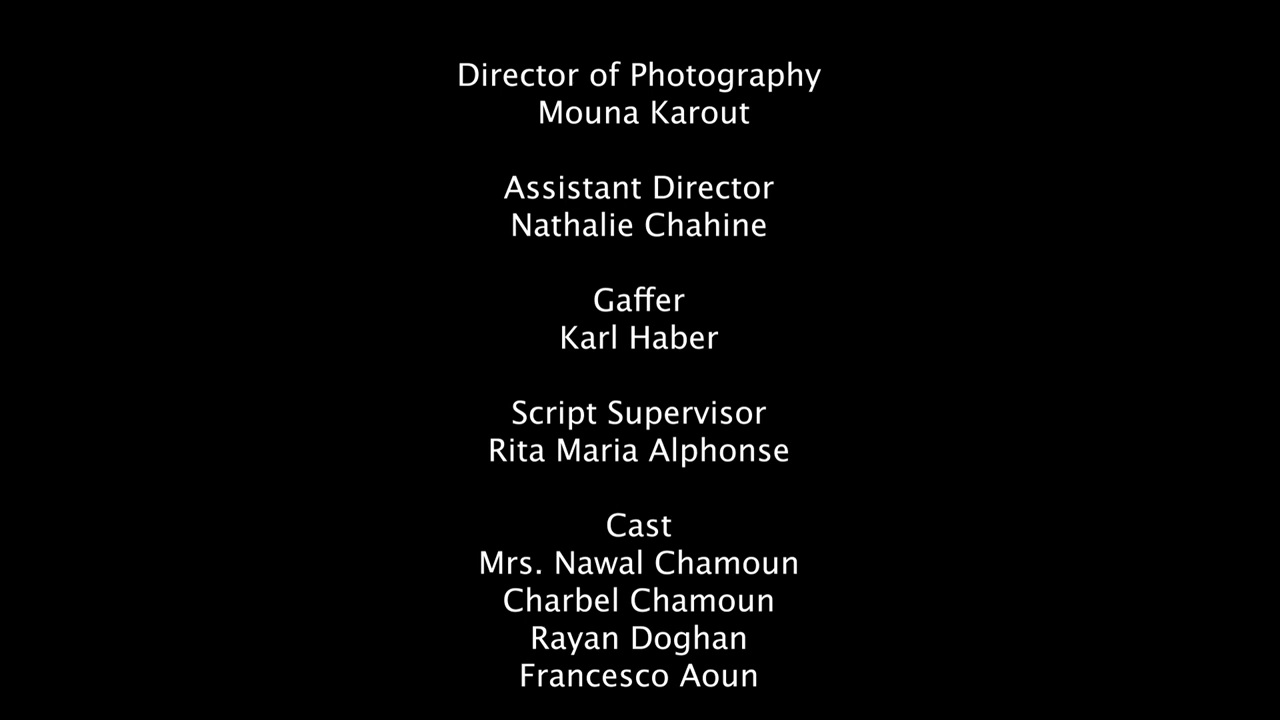 Director of Photography
Mouna Karout
Assistant Director
Nathalie Chahine
Gaffer
Karl Haber
Script Supervisor
Rita Maria Alphonse
Cast
Mrs. Nawal Chamoun
Charbel Chamoun
Rayan Doghan
Francesco Aoun